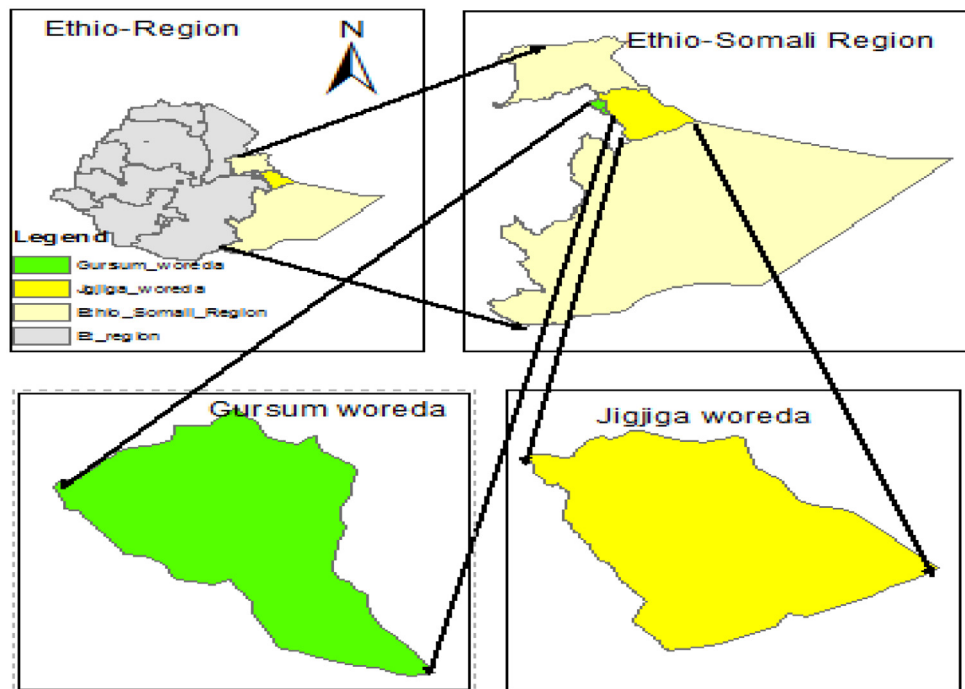 Ethio-Region
N
Legend
Gursum_woreda
Jigjiga_woreda
Ethio_Somali_Region
Et_region
Ethio-Somali Region
Gursum woreda
Jigjiga woreda